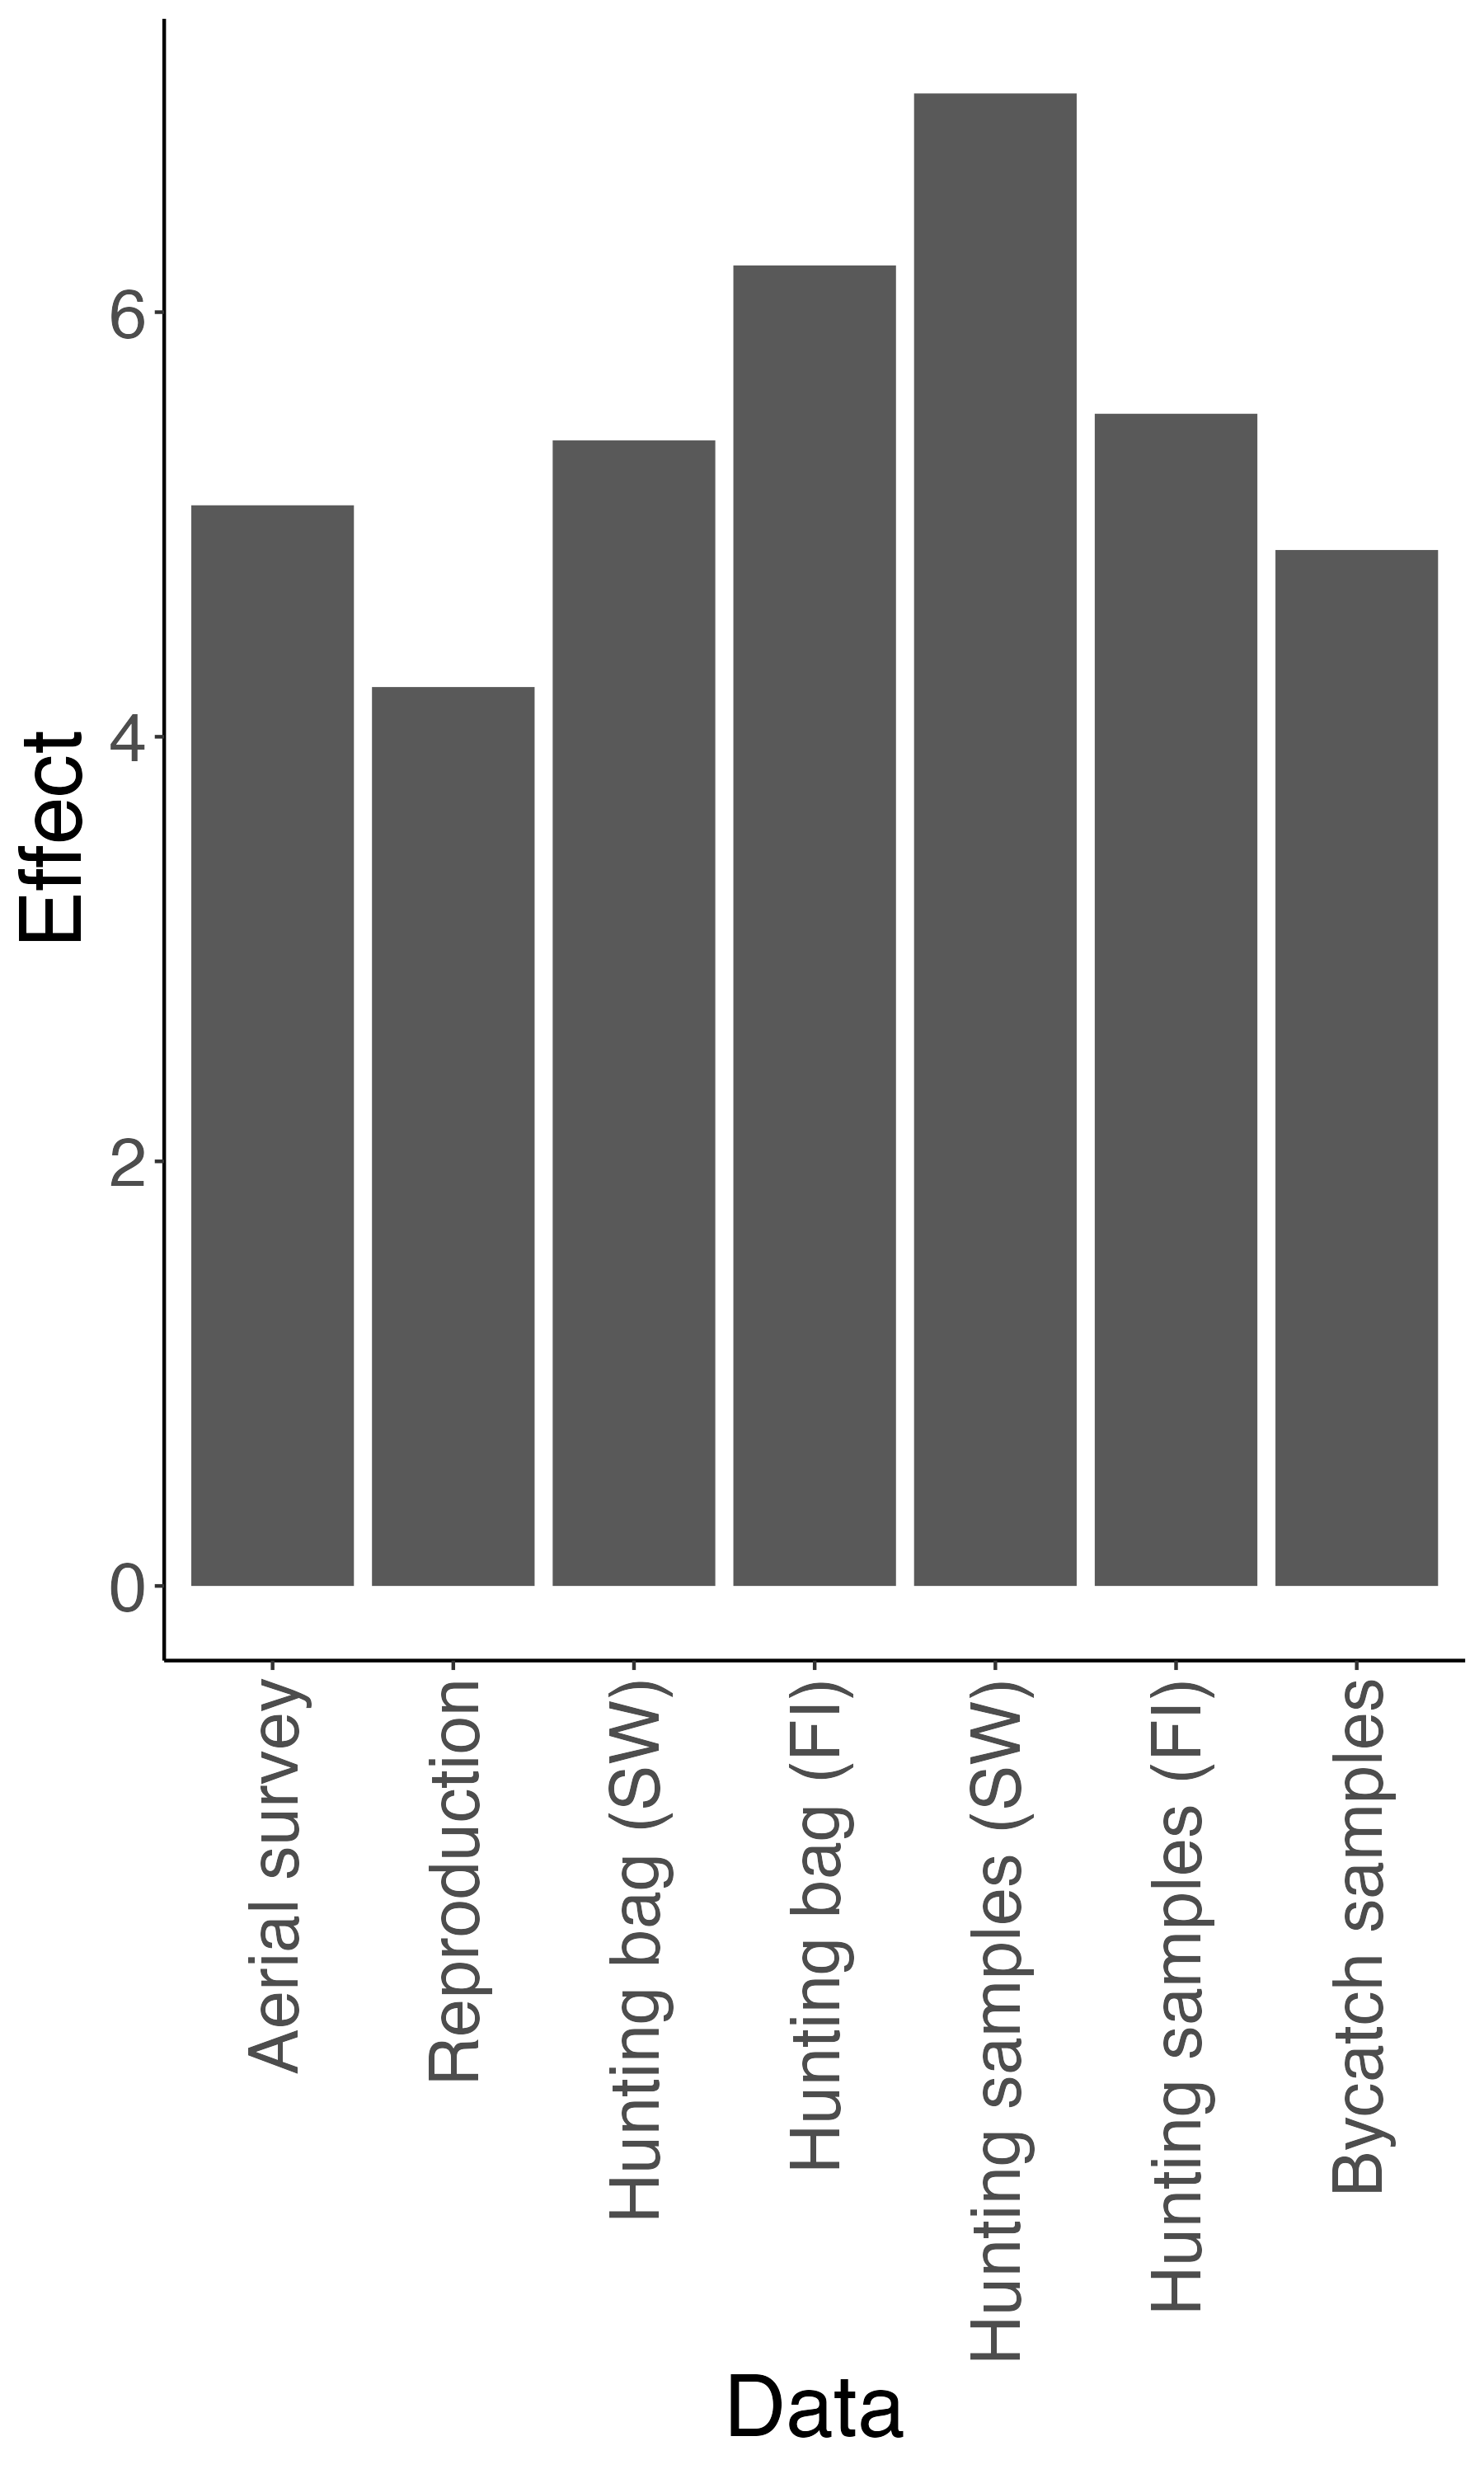 Effect
6
4
2
0
Aerial survey
Reproduction
Hunting bag (SW)
Hunting bag (FI)
Hunting samples (SW)
Hunting samples (FI)
Bycatch samples
Data